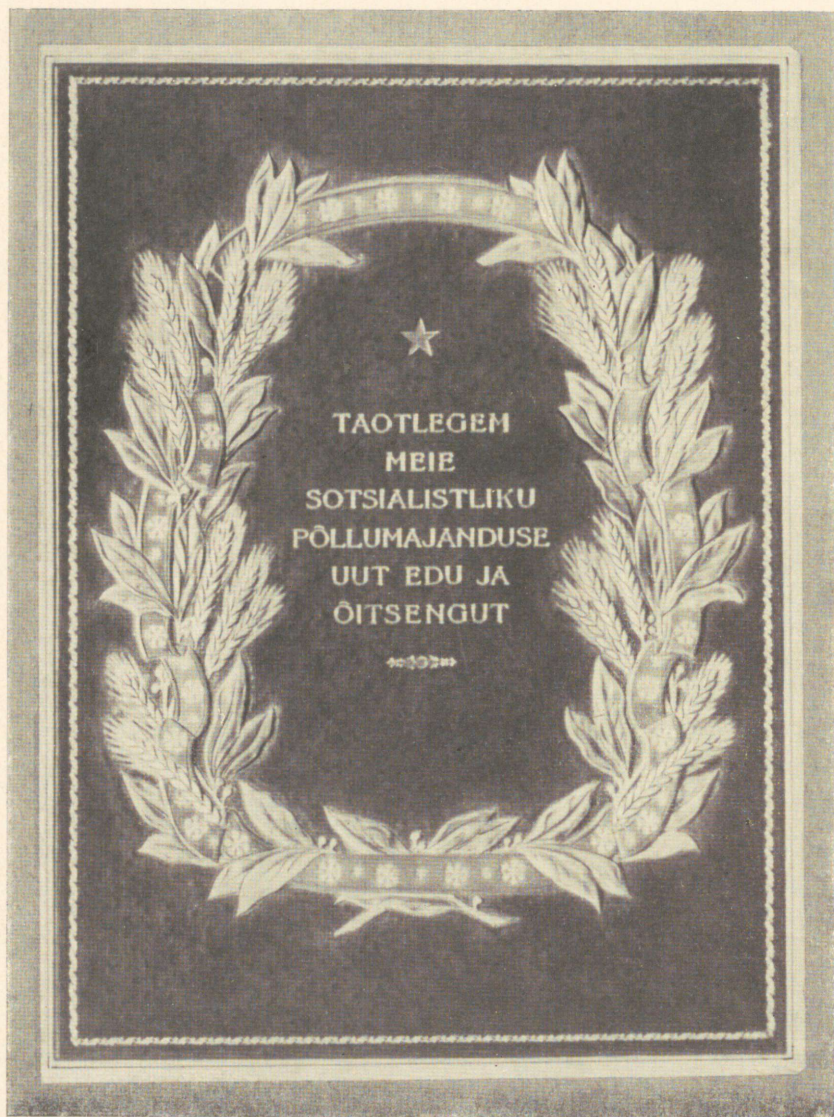 TAOTLEGEM
MEIE
SOTSIALISTLIKU
PÕLLUMAJANDUSE
UUT EDU JA
ÕITSENGUT